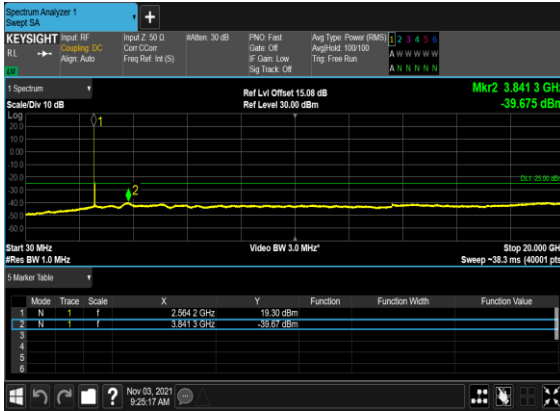 Spectrum Analyzer 1
Swept SA
+
KEYSIGHT Input: RF Input Z: 50 Ω #Atten: 30 dB PNO: Fast Avg Type: Power (RMS) 1 2 3 4 5 6
RL Coupling: DC Corr CCorr Gate: Off Avg|Hold: 100/100 A W W W W W
Align: Auto Freq Ref: Int (S) IF Gain: Low Trig: Free Run
Sig Track: Off A N N N N N
1 Spectrum Ref Lvl Offset 15.08 dB Mkr2 3.841 3 GHz
Scale/Div 10 dB Ref Level 30.00 dBm -39.675 dBm
Log
20.0
10.0
0.00
-10.0
-20.0
-30.0
-40.0
-50.0
-60.0
1
2
DL1 -25.00 dBm
Start 30 MHz Video BW 3.0 MHz* Stop 20.000 GHz
#Res BW 1.0 MHz Sweep ~38.3 ms (40001 pts)
5 Marker Table
Mode Trace Scale X Y Function Function Width Function Value
1 N 1 f 2.564 2 GHz 19.30 dBm
2 N 1 f 3.841 3 GHz -39.67 dBm
3
4
5
6
? Nov 03, 2021
9:25:17 AM